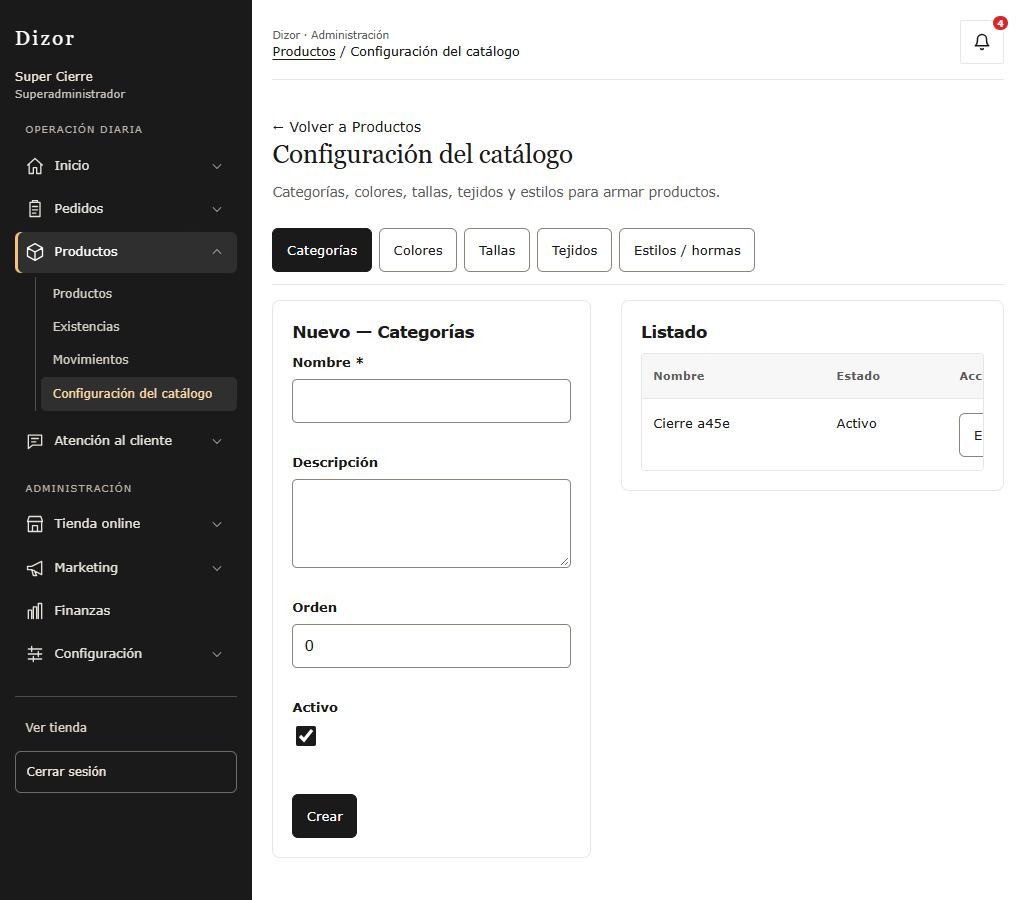 Dizor
Super Cierre
Superadministrador
OPERACIÓN DIARIA
Inicio
Pedidos
Productos
Productos
Existencias
Movimientos
Configuración del catálogo
Atención al cliente
ADMINISTRACIÓN
Tienda online
Marketing
Finanzas
Configuración
Ver tienda
Cerrar sesión
Dizor · Administración
Productos / Configuración del catálogo
4
← Volver a Productos
Configuración del catálogo
Categorías, colores, tallas, tejidos y estilos para armar productos.
Categorías Colores Tallas Tejidos Estilos / hormas
Nuevo — Categorías
Nombre *
Descripción
Orden
0
Activo
Crear
Listado
Nombre Estado Acc
Cierre a45e Activo E